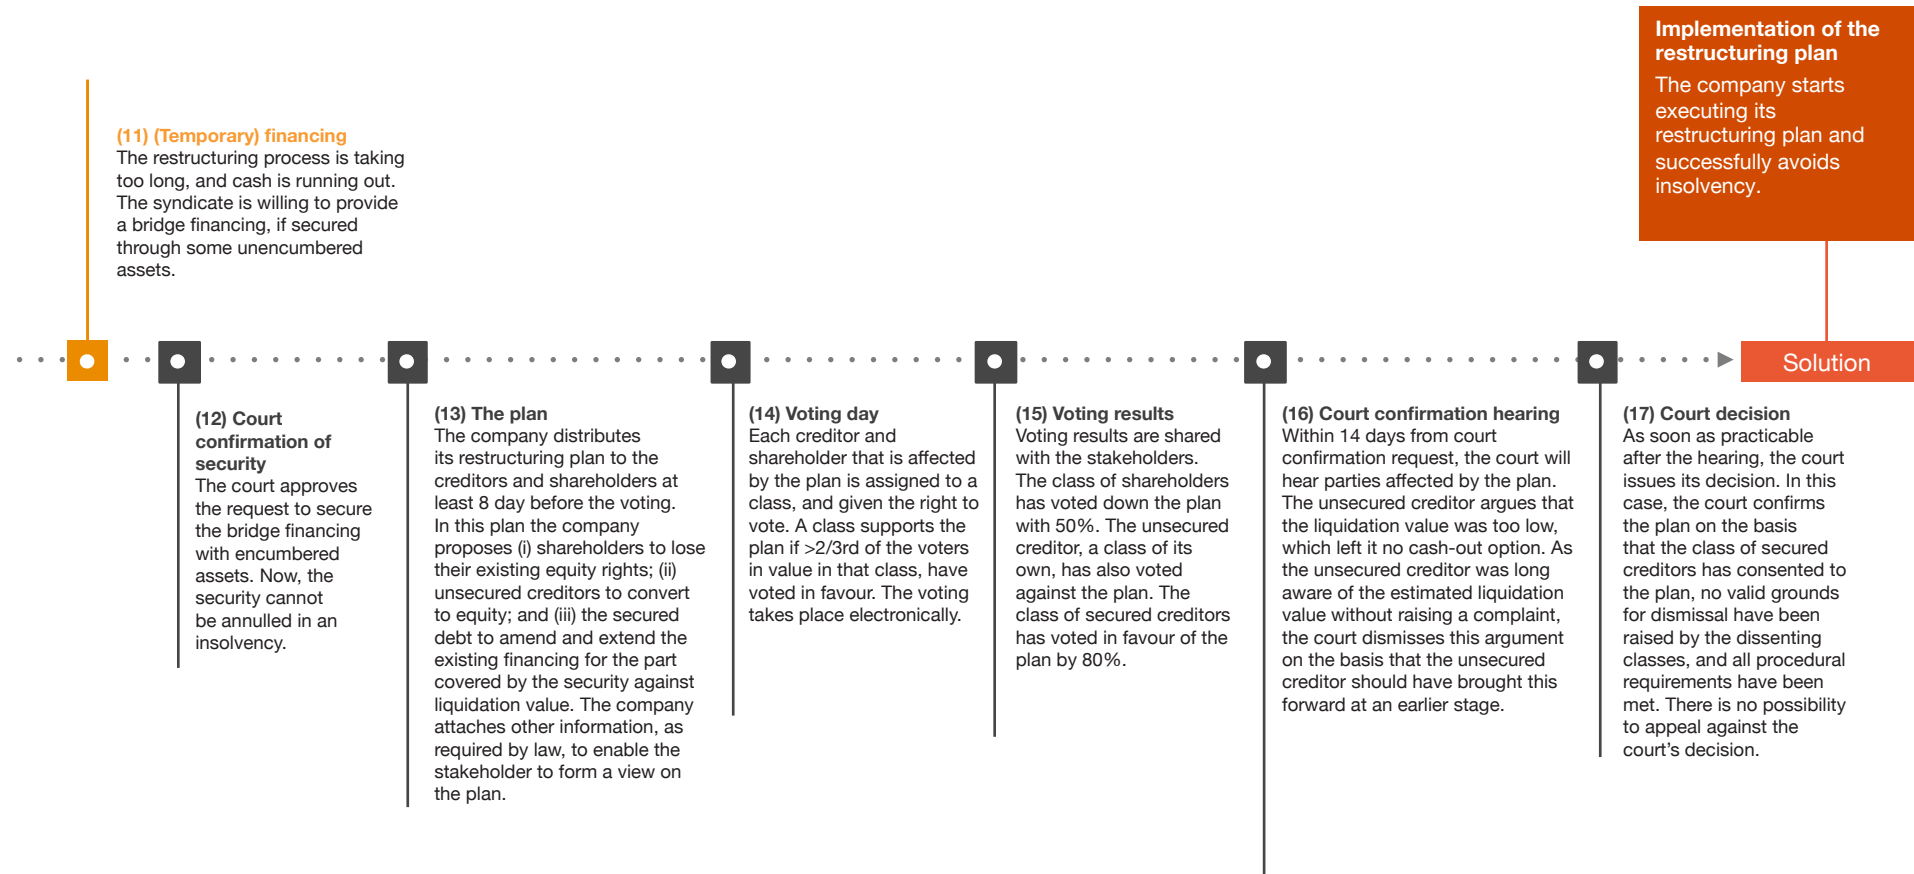 Implementation of the
restructuring plan
The company starts
executing its
restructuring plan and
successfully avoids
insolvency.
(11) (Temporary) financing
The restructuring process is taking
too long, and cash is running out.
The syndicate is willing to provide
a bridge financing, if secured
through some unencumbered
assets.
Solution
(12) Court
confirmation of
security
The court approves
the request to secure
the bridge financing
with encumbered
assets. Now, the
security cannot
be annulled in an
insolvency.
(13) The plan
The company distributes
its restructuring plan to the
creditors and shareholders at
least 8 day before the voting.
In this plan the company
proposes (i) shareholders to lose
their existing equity rights; (ii)
unsecured creditors to convert
to equity; and (iii) the secured
debt to amend and extend the
existing financing for the part
covered by the security against
liquidation value. The company
attaches other information, as
required by law, to enable the
stakeholder to form a view on
the plan.
(14) Voting day
Each creditor and
shareholder that is affected
by the plan is assigned to a
class, and given the right to
vote. A class supports the
plan if >2/3rd of the voters
in value in that class, have
voted in favour. The voting
takes place electronically.
(15) Voting results
Voting results are shared
with the stakeholders.
The class of shareholders
has voted down the plan
with 50%. The unsecured
creditor, a class of its
own, has also voted
against the plan. The
class of secured creditors
has voted in favour of the
plan by 80%.
(16) Court confirmation hearing
Within 14 days from court
confirmation request, the court will
hear parties affected by the plan.
The unsecured creditor argues that
the liquidation value was too low,
which left it no cash-out option. As
the unsecured creditor was long
aware of the estimated liquidation
value without raising a complaint,
the court dismisses this argument
on the basis that the unsecured
creditor should have brought this
forward at an earlier stage.
(17) Court decision
As soon as practicable
after the hearing, the court
issues its decision. In this
case, the court confirms
the plan on the basis
that the class of secured
creditors has consented to
the plan, no valid grounds
for dismissal have been
raised by the dissenting
classes, and all procedural
requirements have been
met. There is no possibility
to appeal against the
court's decision.